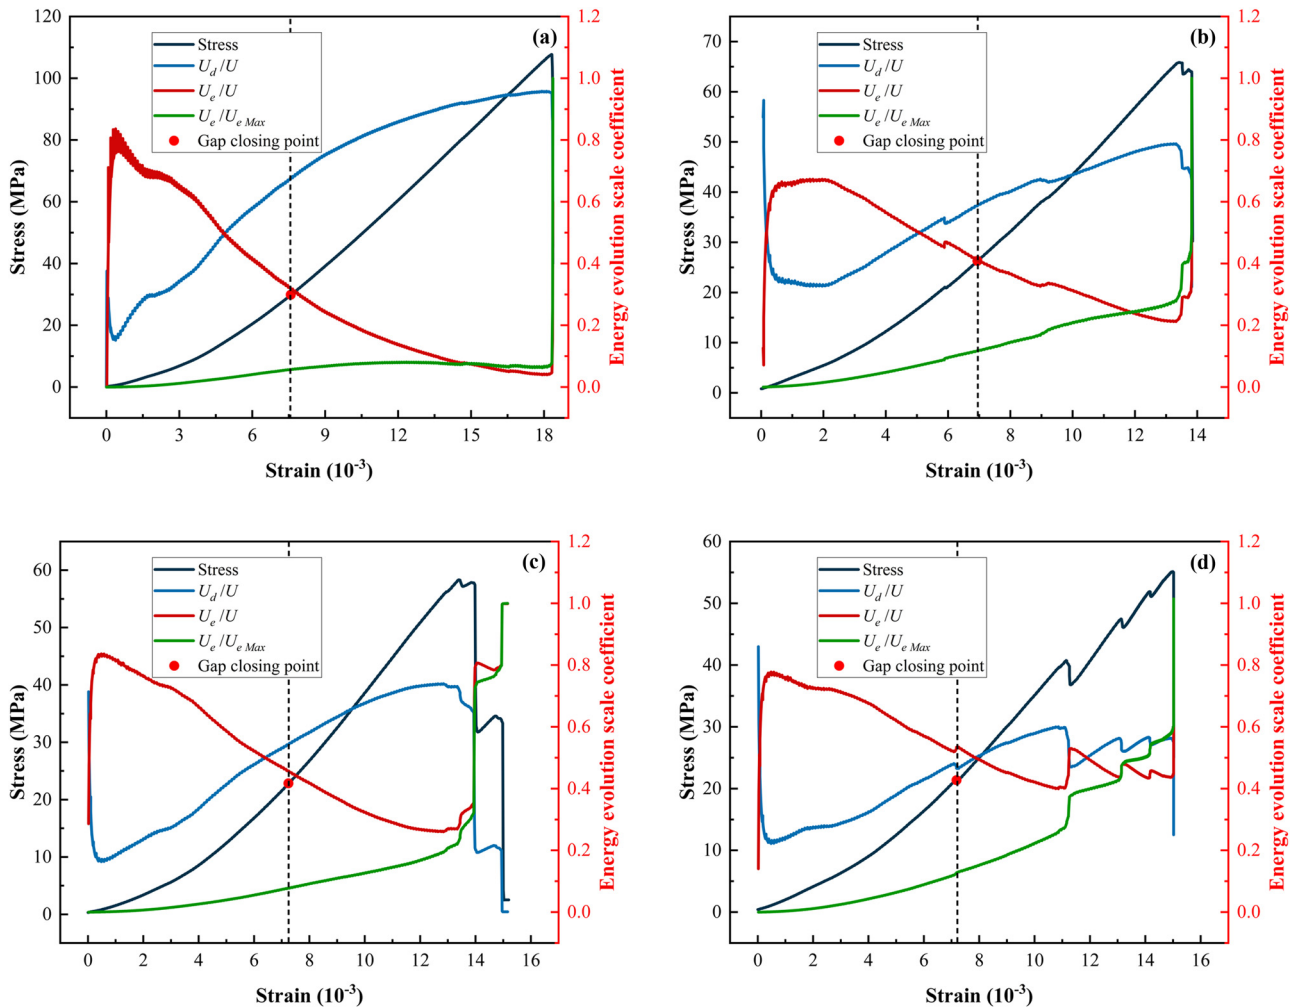 (a)
Stress
U_d/U
U_e/U
U_e/U_e Max
Gap closing point
120
100
80
60
40
20
0
Stress (MPa)
0 3 6 9 12 15 18
Strain (10⁻³)
1.2
1.0
0.8
0.6
0.4
0.2
0.0
Energy evolution scale coefficient
(b)
Stress
U_d/U
U_e/U
U_e/U_e Max
Gap closing point
70
60
50
40
30
20
10
0
Stress (MPa)
0 2 4 6 8 10 12 14
Strain (10⁻³)
1.2
1.0
0.8
0.6
0.4
0.2
0.0
Energy evolution scale coefficient
(c)
Stress
U_d/U
U_e/U
U_e/U_e Max
Gap closing point
60
50
40
30
20
10
0
Stress (MPa)
0 2 4 6 8 10 12 14 16
Strain (10⁻³)
1.2
1.0
0.8
0.6
0.4
0.2
0.0
Energy evolution scale coefficient
(d)
Stress
U_d/U
U_e/U
U_e/U_e Max
Gap closing point
60
50
40
30
20
10
0
Stress (MPa)
0 2 4 6 8 10 12 14 16
Strain (10⁻³)
1.2
1.0
0.8
0.6
0.4
0.2
0.0
Energy evolution scale coefficient